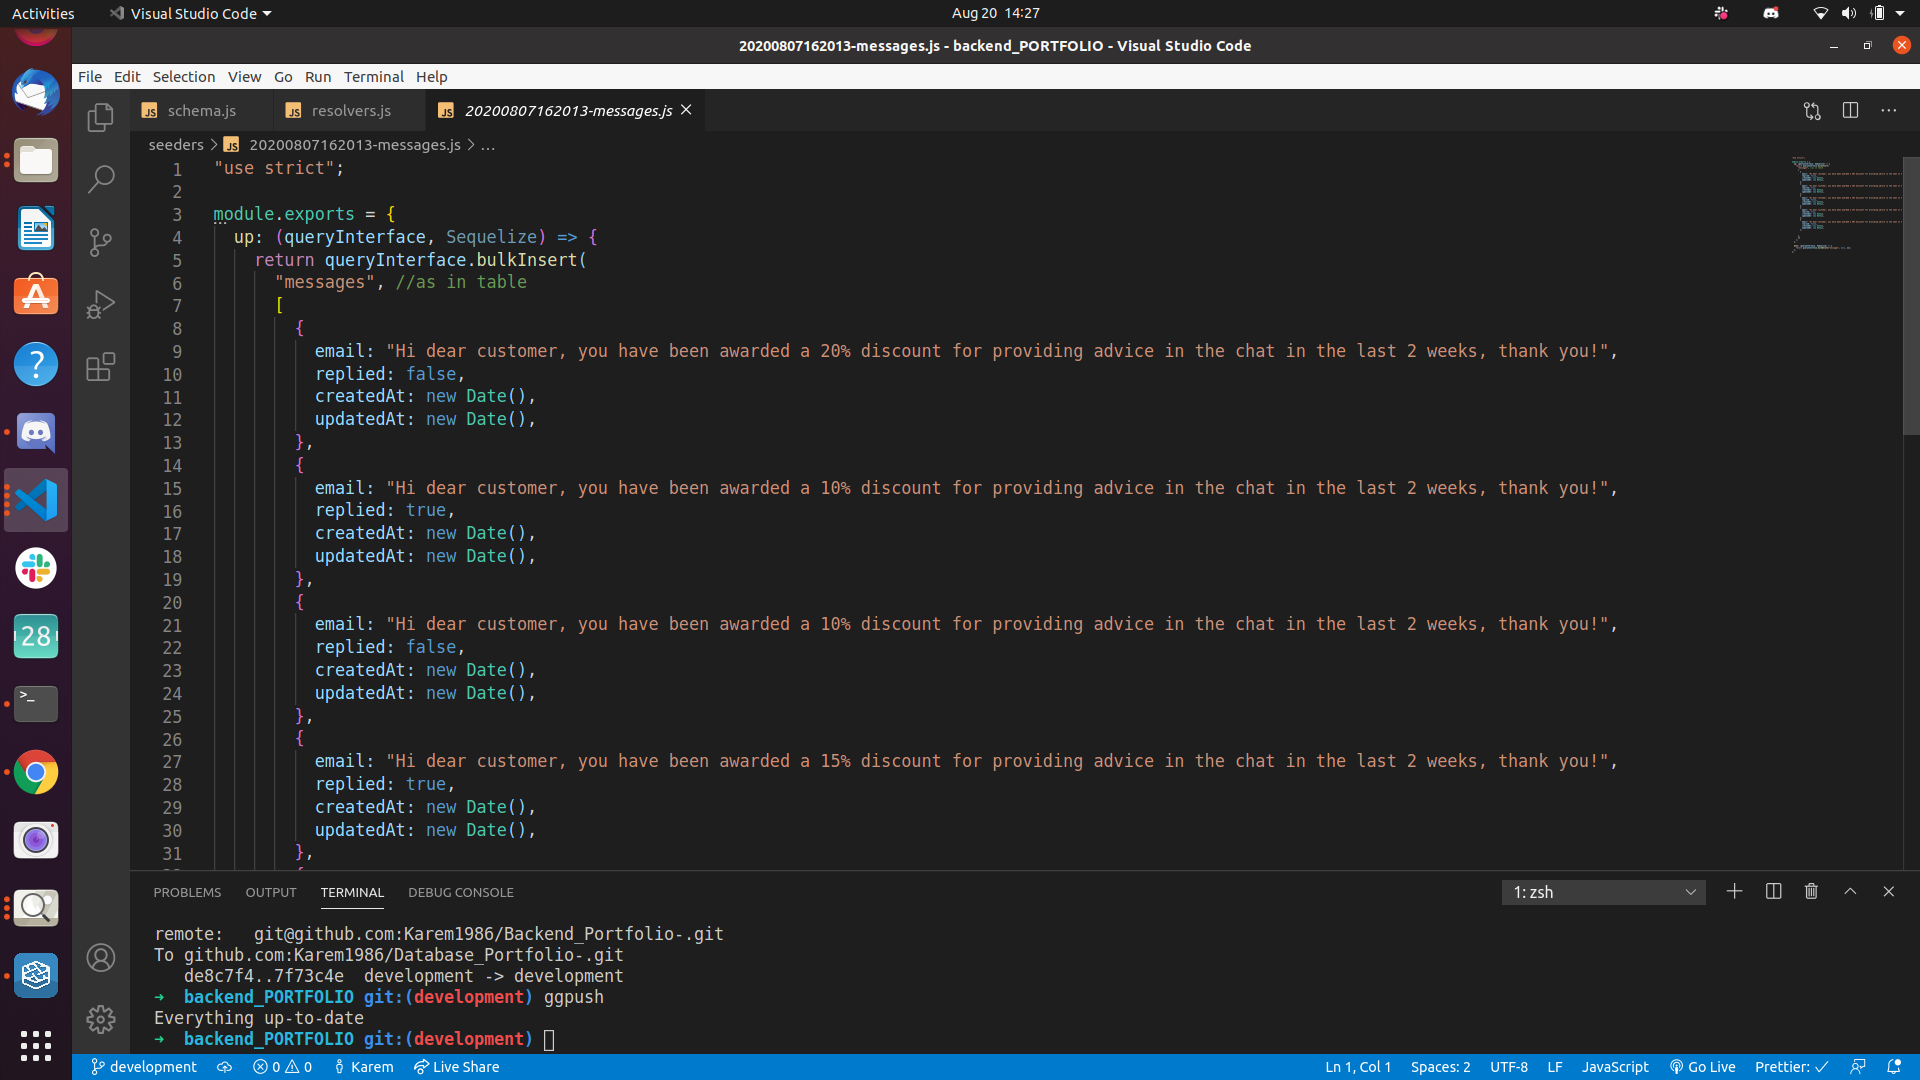 Activities
Visual Studio Code
Aug 20 14:27
20200807162013-messages.js - backend_PORTFOLIO - Visual Studio Code
File Edit Selection View Go Run Terminal Help
JS schema.js
JS resolvers.js
JS 20200807162013-messages.js
seeders > JS 20200807162013-messages.js > ...
1 "use strict";
2
3 module.exports = {
4 up: (queryInterface, Sequelize) => {
5 return queryInterface.bulkInsert(
6 "messages", //as in table
7 [
8 {
9 email: "Hi dear customer, you have been awarded a 20% discount for providing advice in the chat in the last 2 weeks, thank you!",
10 replied: false,
11 createdAt: new Date(),
12 updatedAt: new Date(),
13 },
14 {
15 email: "Hi dear customer, you have been awarded a 10% discount for providing advice in the chat in the last 2 weeks, thank you!",
16 replied: true,
17 createdAt: new Date(),
18 updatedAt: new Date(),
19 },
20 {
21 email: "Hi dear customer, you have been awarded a 10% discount for providing advice in the chat in the last 2 weeks, thank you!",
22 replied: false,
23 createdAt: new Date(),
24 updatedAt: new Date(),
25 },
26 {
27 email: "Hi dear customer, you have been awarded a 15% discount for providing advice in the chat in the last 2 weeks, thank you!",
28 replied: true,
29 createdAt: new Date(),
30 updatedAt: new Date(),
31 },
28
PROBLEMS OUTPUT TERMINAL DEBUG CONSOLE
1: zsh
remote: git@github.com:Karem1986/Backend_Portfolio-.git
To github.com:Karem1986/Database_Portfolio-.git
de8c7f4..7f73c4e development -> development
➜ backend_PORTFOLIO git:(development) ggpush
Everything up-to-date
➜ backend_PORTFOLIO git:(development)
development 0 0 Karem Live Share
Ln 1, Col 1 Spaces: 2 UTF-8 LF JavaScript Go Live Prettier: ✓